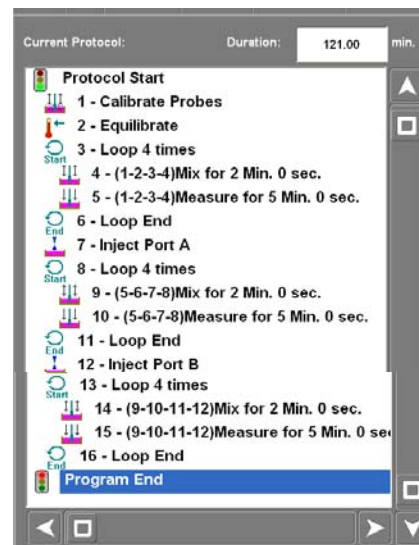 Current Protocol: Duration: 121.00 min.
Protocol Start
1 - Calibrate Probes
2 - Equilibrate
Start 3 - Loop 4 times
4 - (1-2-3-4)Mix for 2 Min. 0 sec.
5 - (1-2-3-4)Measure for 5 Min. 0 sec.
End 6 - Loop End
7 - Inject Port A
Start 8 - Loop 4 times
9 - (5-6-7-8)Mix for 2 Min. 0 sec.
10 - (5-6-7-8)Measure for 5 Min. 0 sec.
End 11 - Loop End
12 - Inject Port B
Start 13 - Loop 4 times
14 - (9-10-11-12)Mix for 2 Min. 0 sec.
15 - (9-10-11-12)Measure for 5 Min. 0 se
End 16 - Loop End
Program End